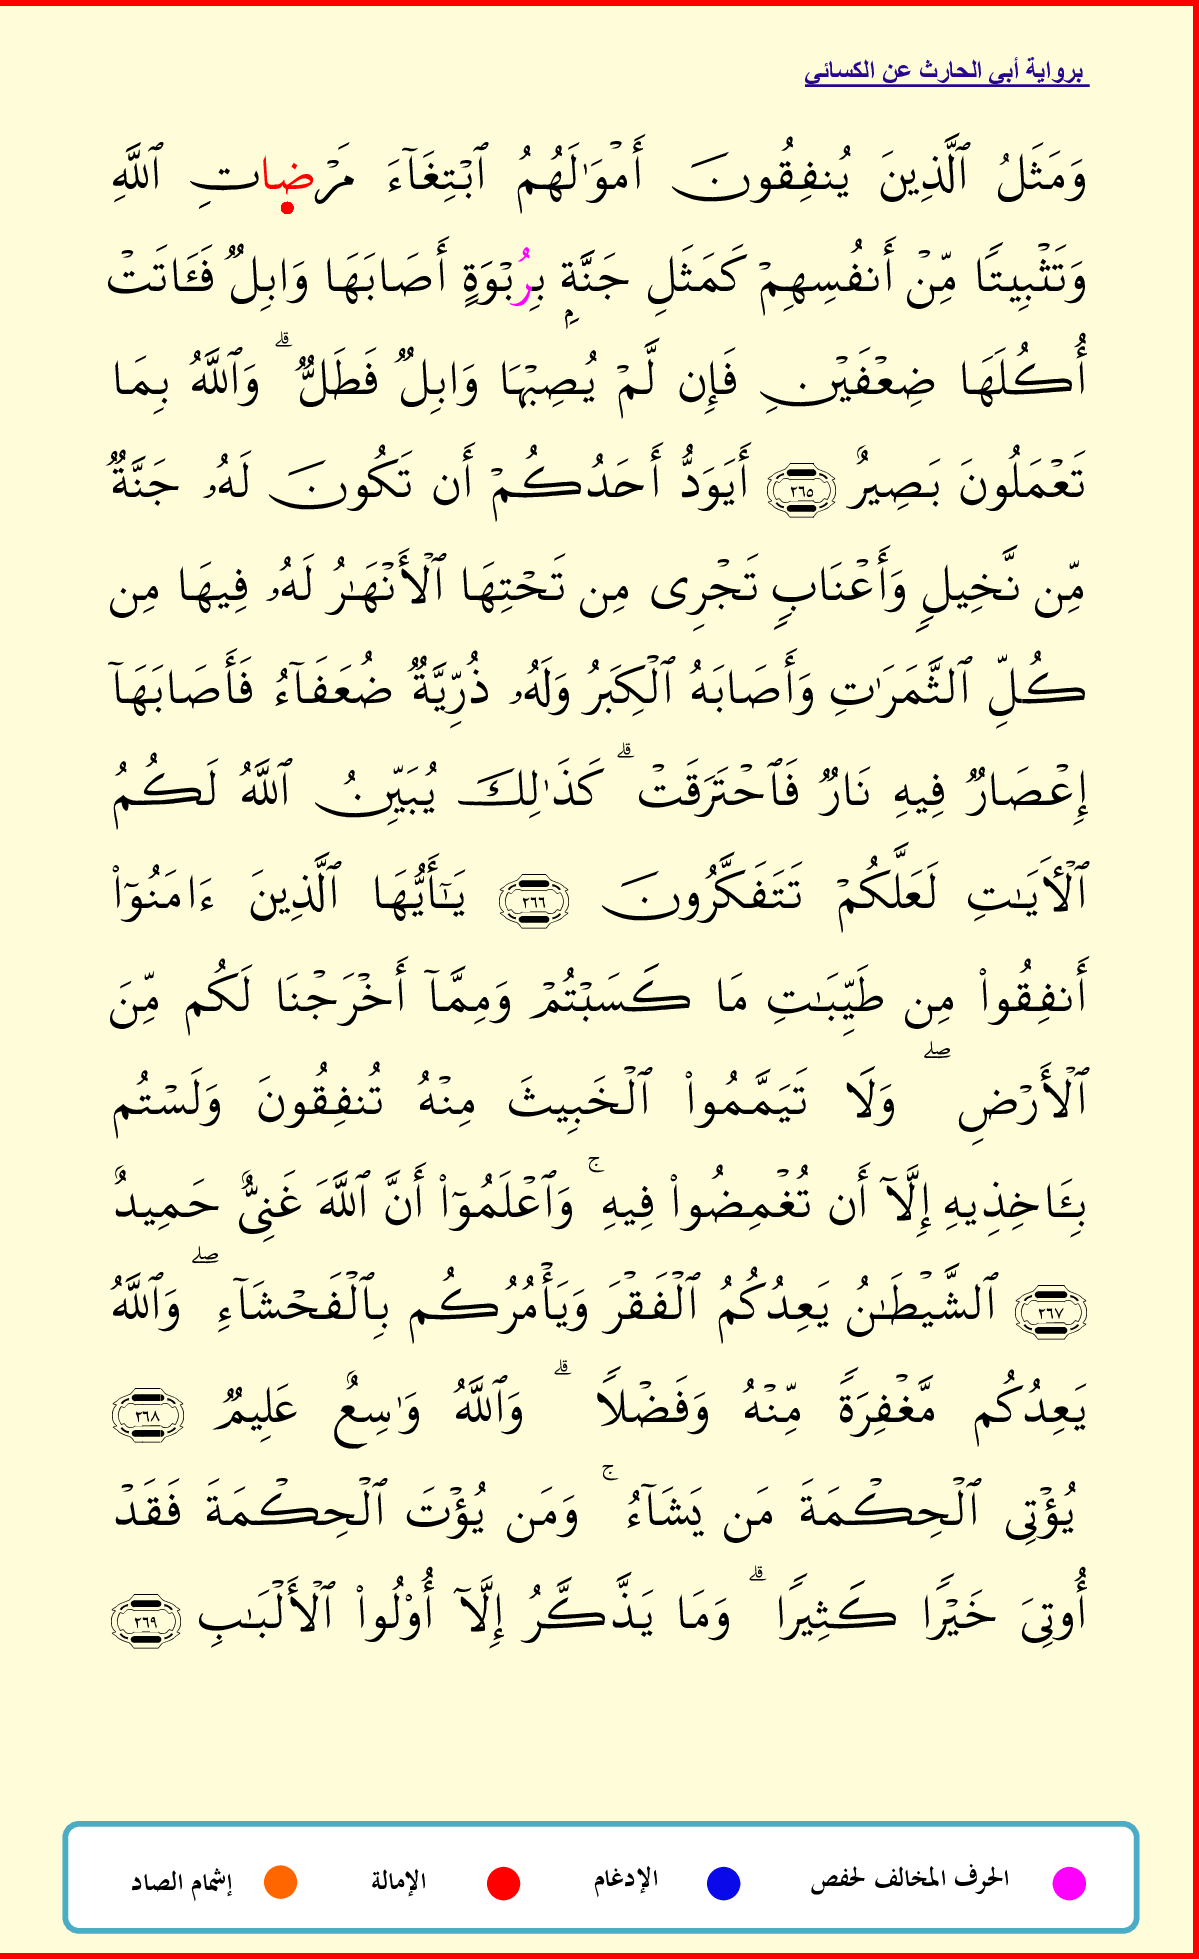 برواية أبي الحارث عن الكسائي
وَمَثَلُ ٱلَّذِينَ يُنفِقُونَ أَمْوَٰلَهُمُ ٱبْتِغَآءَ مَرْضَاتِ ٱللَّهِ
وَتَثْبِيتًا مِّنْ أَنفُسِهِمْ كَمَثَلِ جَنَّةٍۭ بِرُبْوَةٍ أَصَابَهَا وَابِلٌ فَـَٔاتَتْ
أُكُلَهَا ضِعْفَيْنِ فَإِن لَّمْ يُصِبْهَا وَابِلٌ فَطَلٌّ ۗ وَٱللَّهُ بِمَا
تَعْمَلُونَ بَصِيرٌ ٢٦٥ أَيَوَدُّ أَحَدُكُمْ أَن تَكُونَ لَهُۥ جَنَّةٌ
مِّن نَّخِيلٍ وَأَعْنَابٍ تَجْرِى مِن تَحْتِهَا ٱلْأَنْهَـٰرُ لَهُۥ فِيهَا مِن
كُلِّ ٱلثَّمَرَٰتِ وَأَصَابَهُ ٱلْكِبَرُ وَلَهُۥ ذُرِّيَّةٌ ضُعَفَآءُ فَأَصَابَهَآ
إِعْصَارٌ فِيهِ نَارٌ فَٱحْتَرَقَتْ ۗ كَذَٰلِكَ يُبَيِّنُ ٱللَّهُ لَكُمُ
ٱلْـَٔايَـٰتِ لَعَلَّكُمْ تَتَفَكَّرُونَ ٢٦٦ يَـٰٓأَيُّهَا ٱلَّذِينَ ءَامَنُوٓا۟
أَنفِقُوا۟ مِن طَيِّبَـٰتِ مَا كَسَبْتُمْ وَمِمَّآ أَخْرَجْنَا لَكُم مِّنَ
ٱلْأَرْضِ ۖ وَلَا تَيَمَّمُوا۟ ٱلْخَبِيثَ مِنْهُ تُنفِقُونَ وَلَسْتُم
بِـَٔاخِذِيهِ إِلَّآ أَن تُغْمِضُوا۟ فِيهِ ۚ وَٱعْلَمُوٓا۟ أَنَّ ٱللَّهَ غَنِىٌّ حَمِيدٌ
٢٦٧ ٱلشَّيْطَـٰنُ يَعِدُكُمُ ٱلْفَقْرَ وَيَأْمُرُكُم بِٱلْفَحْشَآءِ ۖ وَٱللَّهُ
يَعِدُكُم مَّغْفِرَةً مِّنْهُ وَفَضْلًا ۗ وَٱللَّهُ وَٰسِعٌ عَلِيمٌ ٢٦٨
يُؤْتِى ٱلْحِكْمَةَ مَن يَشَآءُ ۚ وَمَن يُؤْتَ ٱلْحِكْمَةَ فَقَدْ
أُوتِىَ خَيْرًا كَثِيرًا ۗ وَمَا يَذَّكَّرُ إِلَّآ أُو۟لُوا۟ ٱلْأَلْبَـٰبِ ٢٦٩
الحرف المخالف لحفص الإدغام الإمالة إشمام الصاد